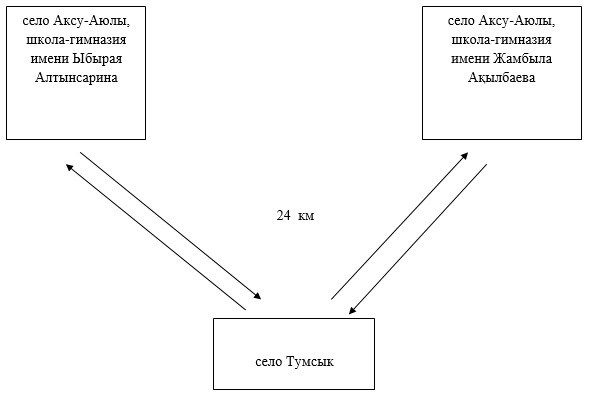 село Аксу-Аюлы,
школа-гимназия
имени Ыбырая
Алтынсарина
село Аксу-Аюлы,
школа-гимназия
имени Жамбыла
Ақылбаева
24 км
село Тумсык